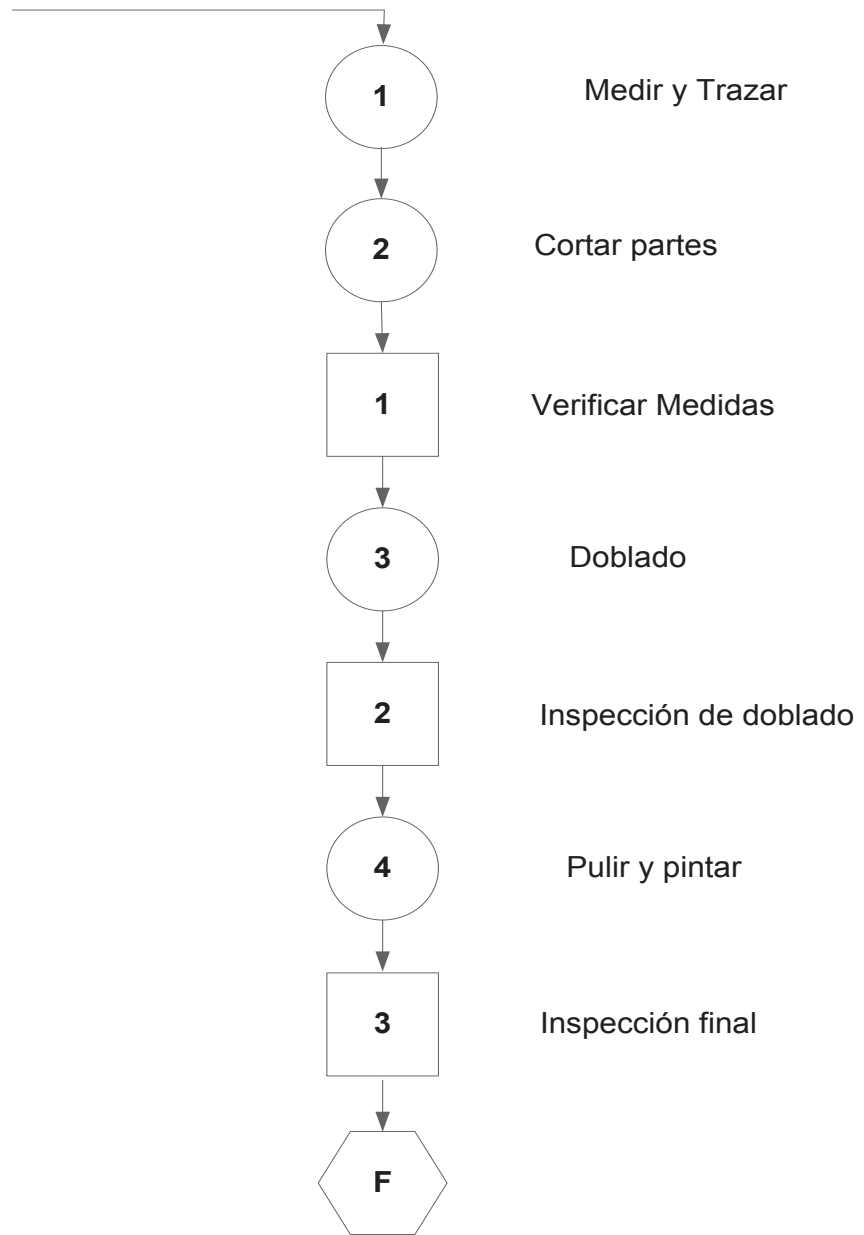 1 Medir y Trazar
2 Cortar partes
1 Verificar Medidas
3 Doblado
2 Inspección de doblado
4 Pulir y pintar
3 Inspección final
F